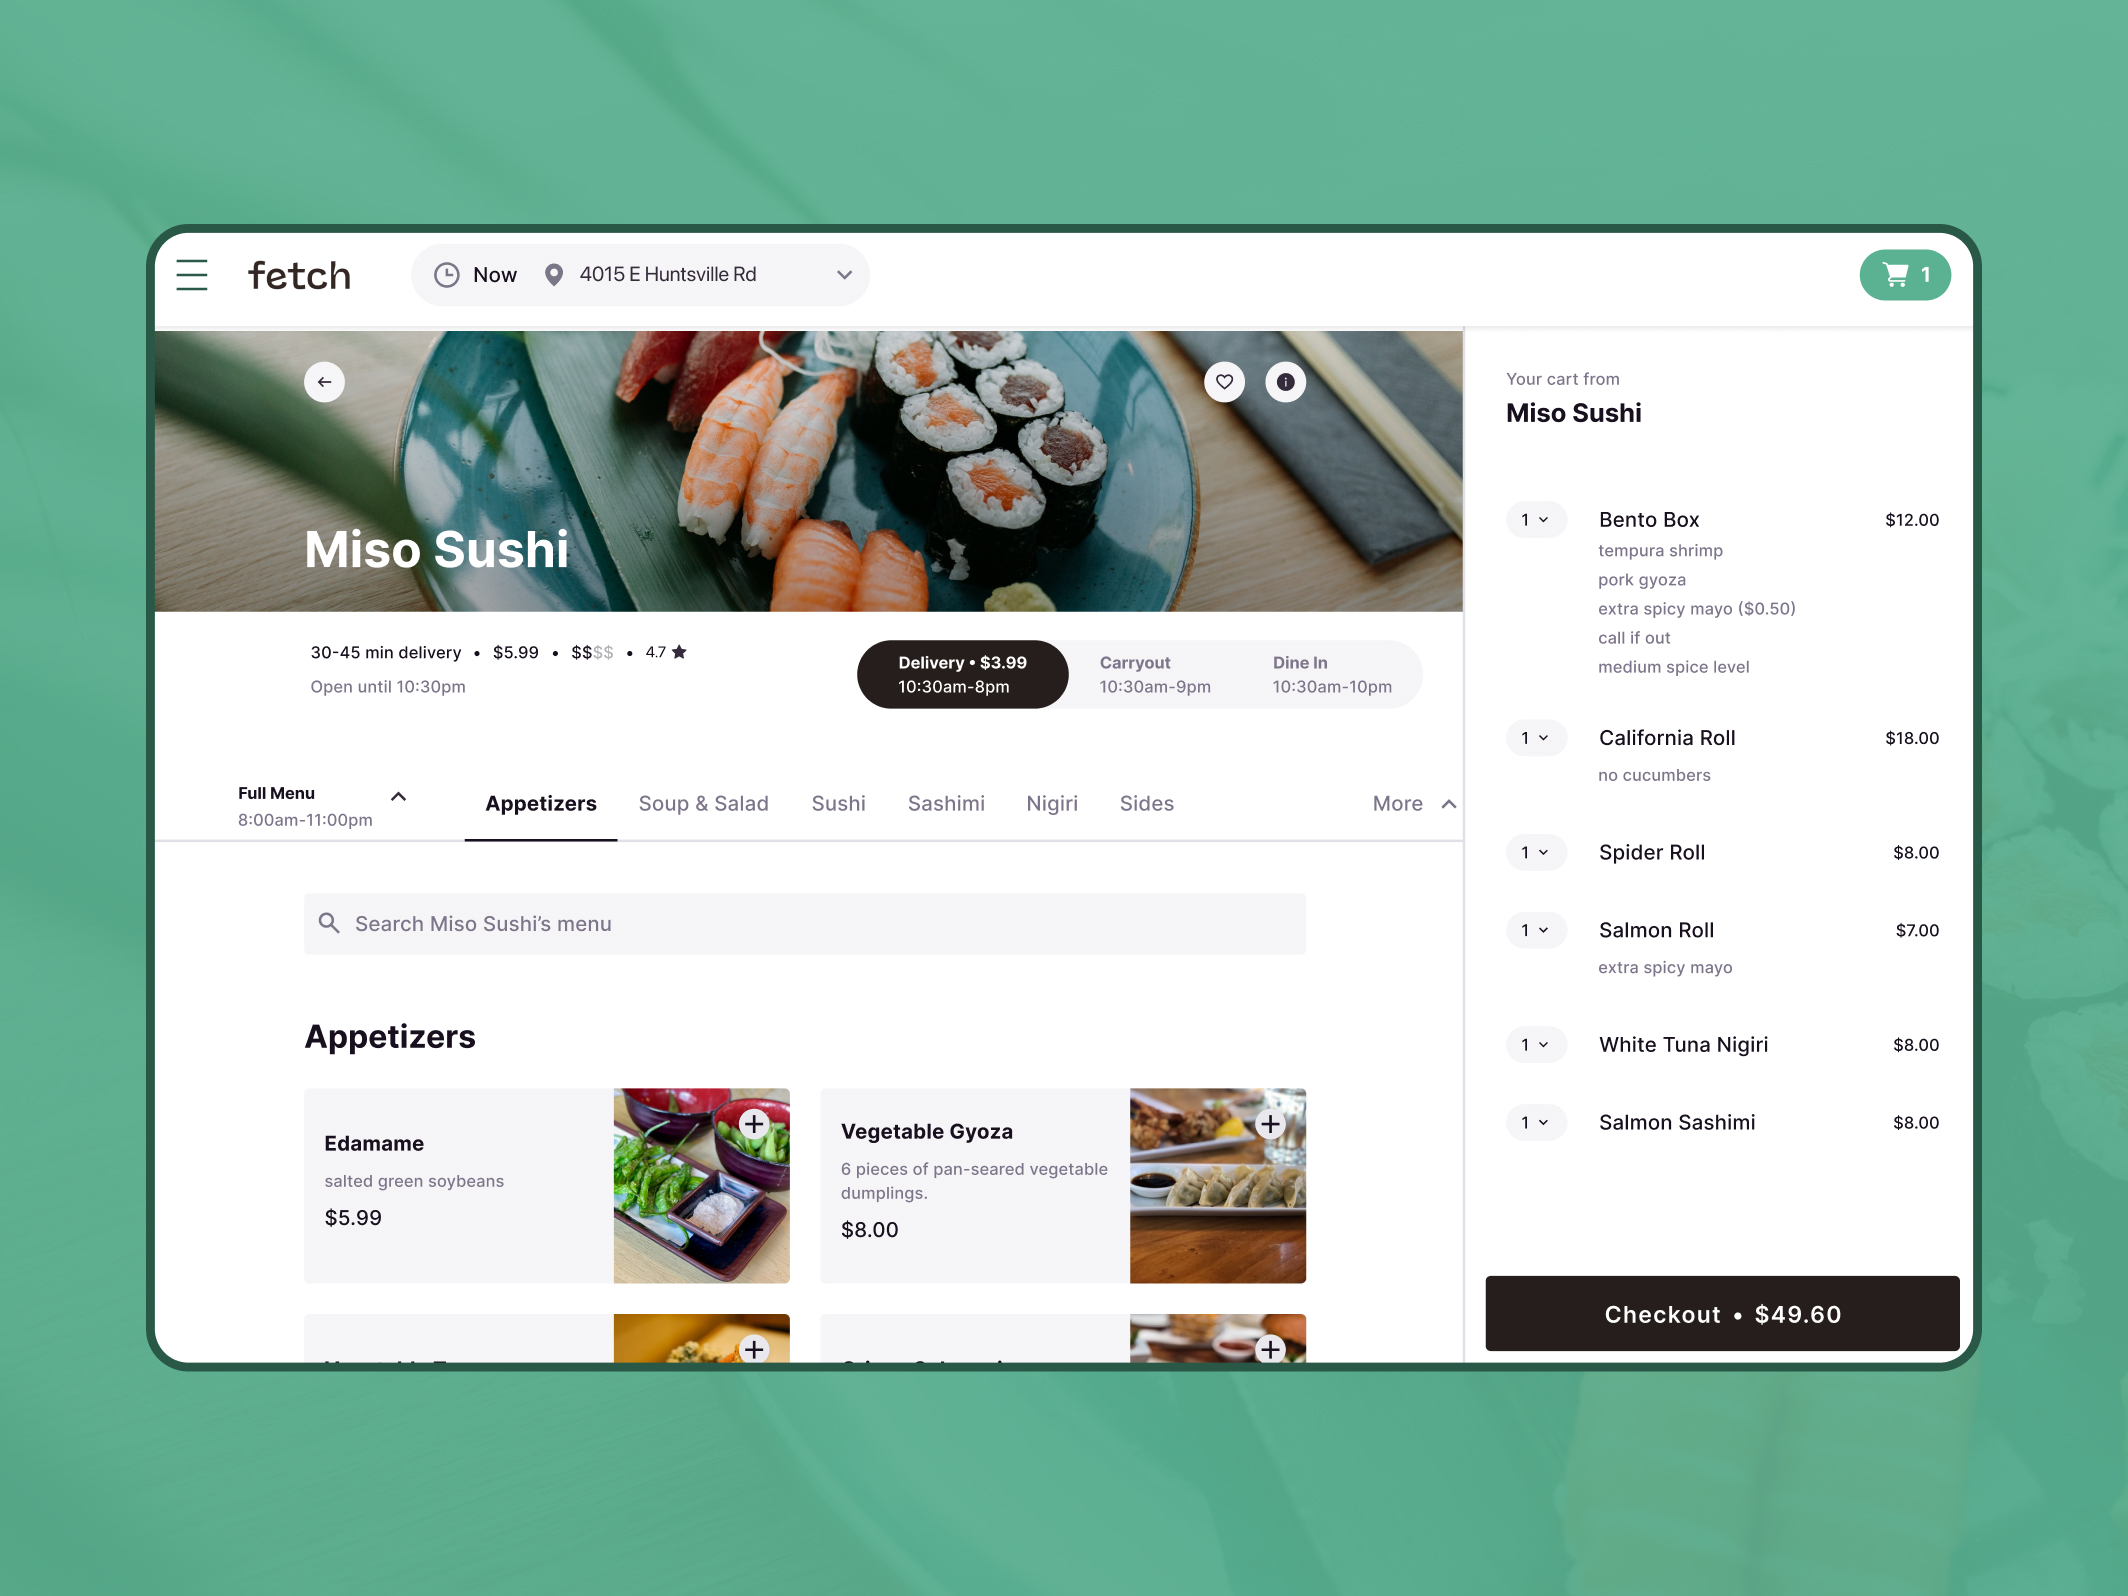 fetch
Now 4015 E Huntsville Rd
1
Miso Sushi
30-45 min delivery • $5.99 • $$$$ • 4.7
Open until 10:30pm
Delivery • $3.99
10:30am-8pm
Carryout
10:30am-9pm
Dine In
10:30am-10pm
Full Menu
8:00am-11:00pm
Appetizers Soup & Salad Sushi Sashimi Nigiri Sides More
Search Miso Sushi’s menu
Appetizers
Edamame
salted green soybeans
$5.99
Vegetable Gyoza
6 pieces of pan-seared vegetable
dumplings.
$8.00
Your cart from
Miso Sushi
1 Bento Box $12.00
tempura shrimp
pork gyoza
extra spicy mayo ($0.50)
call if out
medium spice level
1 California Roll $18.00
no cucumbers
1 Spider Roll $8.00
1 Salmon Roll $7.00
extra spicy mayo
1 White Tuna Nigiri $8.00
1 Salmon Sashimi $8.00
Checkout • $49.60